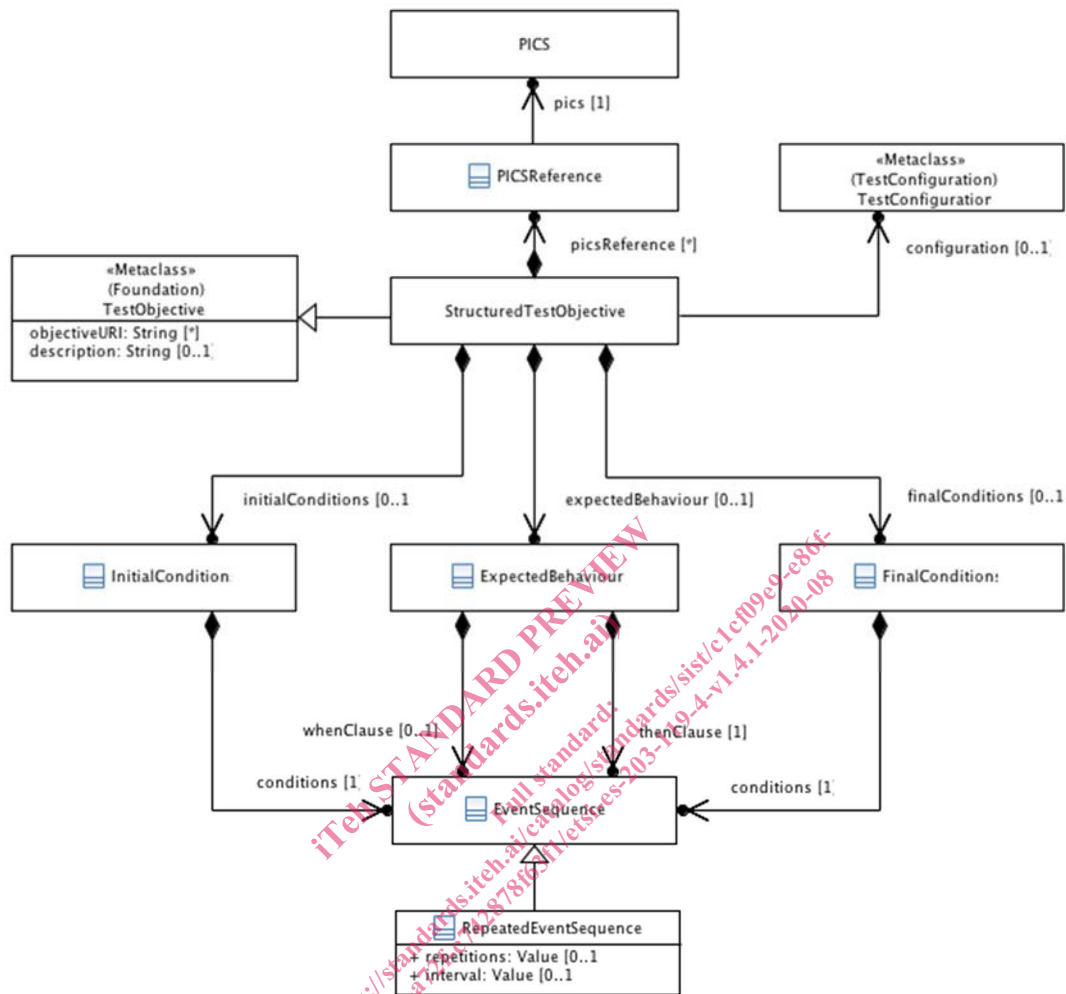 PICS
pics [1]
PICSReference
«Metaclass»
(TestConfiguration)
TestConfiguration
picsReference [*]
configuration [0..1]
«Metaclass»
(Foundation)
TestObjective
objectiveURI: String [*]
description: String [0..1]
StructuredTestObjective
initialConditions [0..1
expectedBehaviour [0..1]
finalConditions [0..1
InitialCondition
ExpectedBehaviour
FinalConditions
whenClause [0..1]
thenClause [1]
conditions [1]
conditions [1]
EventSequence
RepeatedEventSequence
+ repetitions: Value [0..1
+ interval: Value [0..1
iTeh STANDARD PREVIEW
(standards.iteh.ai)
Full standard: